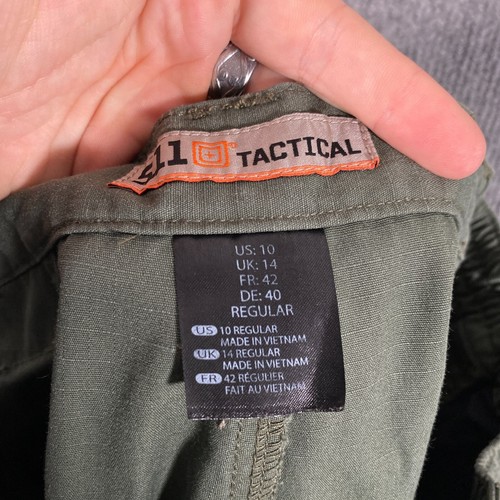 5.11 TACTICAL
US: 10
UK: 14
FR: 42
DE: 40
REGULAR
US 10 REGULAR
MADE IN VIETNAM
UK 14 REGULAR
MADE IN VIETNAM
FR 42 RÉGULIER
FAIT AU VIETNAM